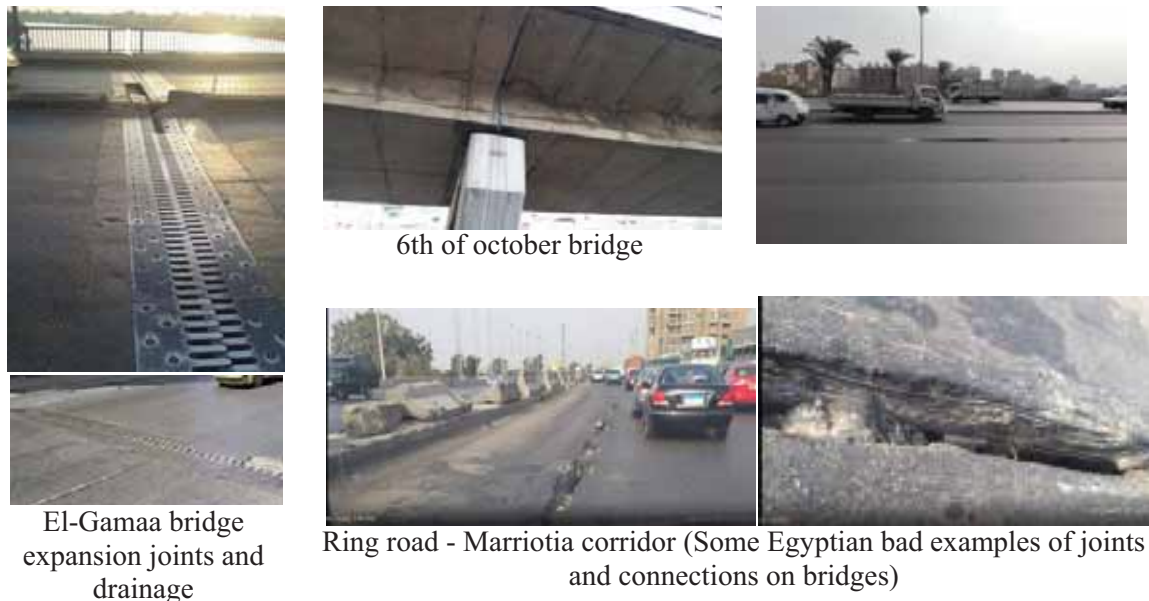 6th of october bridge
El-Gamaa bridge
expansion joints and
drainage
Ring road - Marriotia corridor (Some Egyptian bad examples of joints
and connections on bridges)